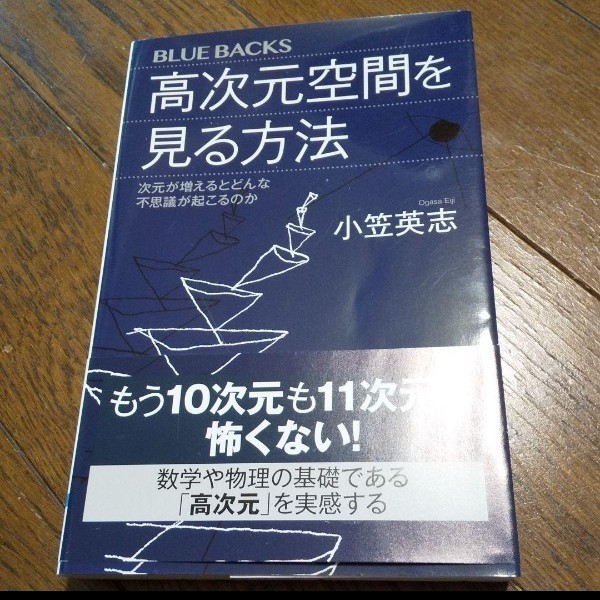 BLUE BACKS
高次元空間を
見る方法
次元が増えるとどんな
不思議が起こるのか
Ogasa Eiji
小笠英志
もう10次元も11次元
怖くない!
数学や物理の基礎である
「高次元」を実感する